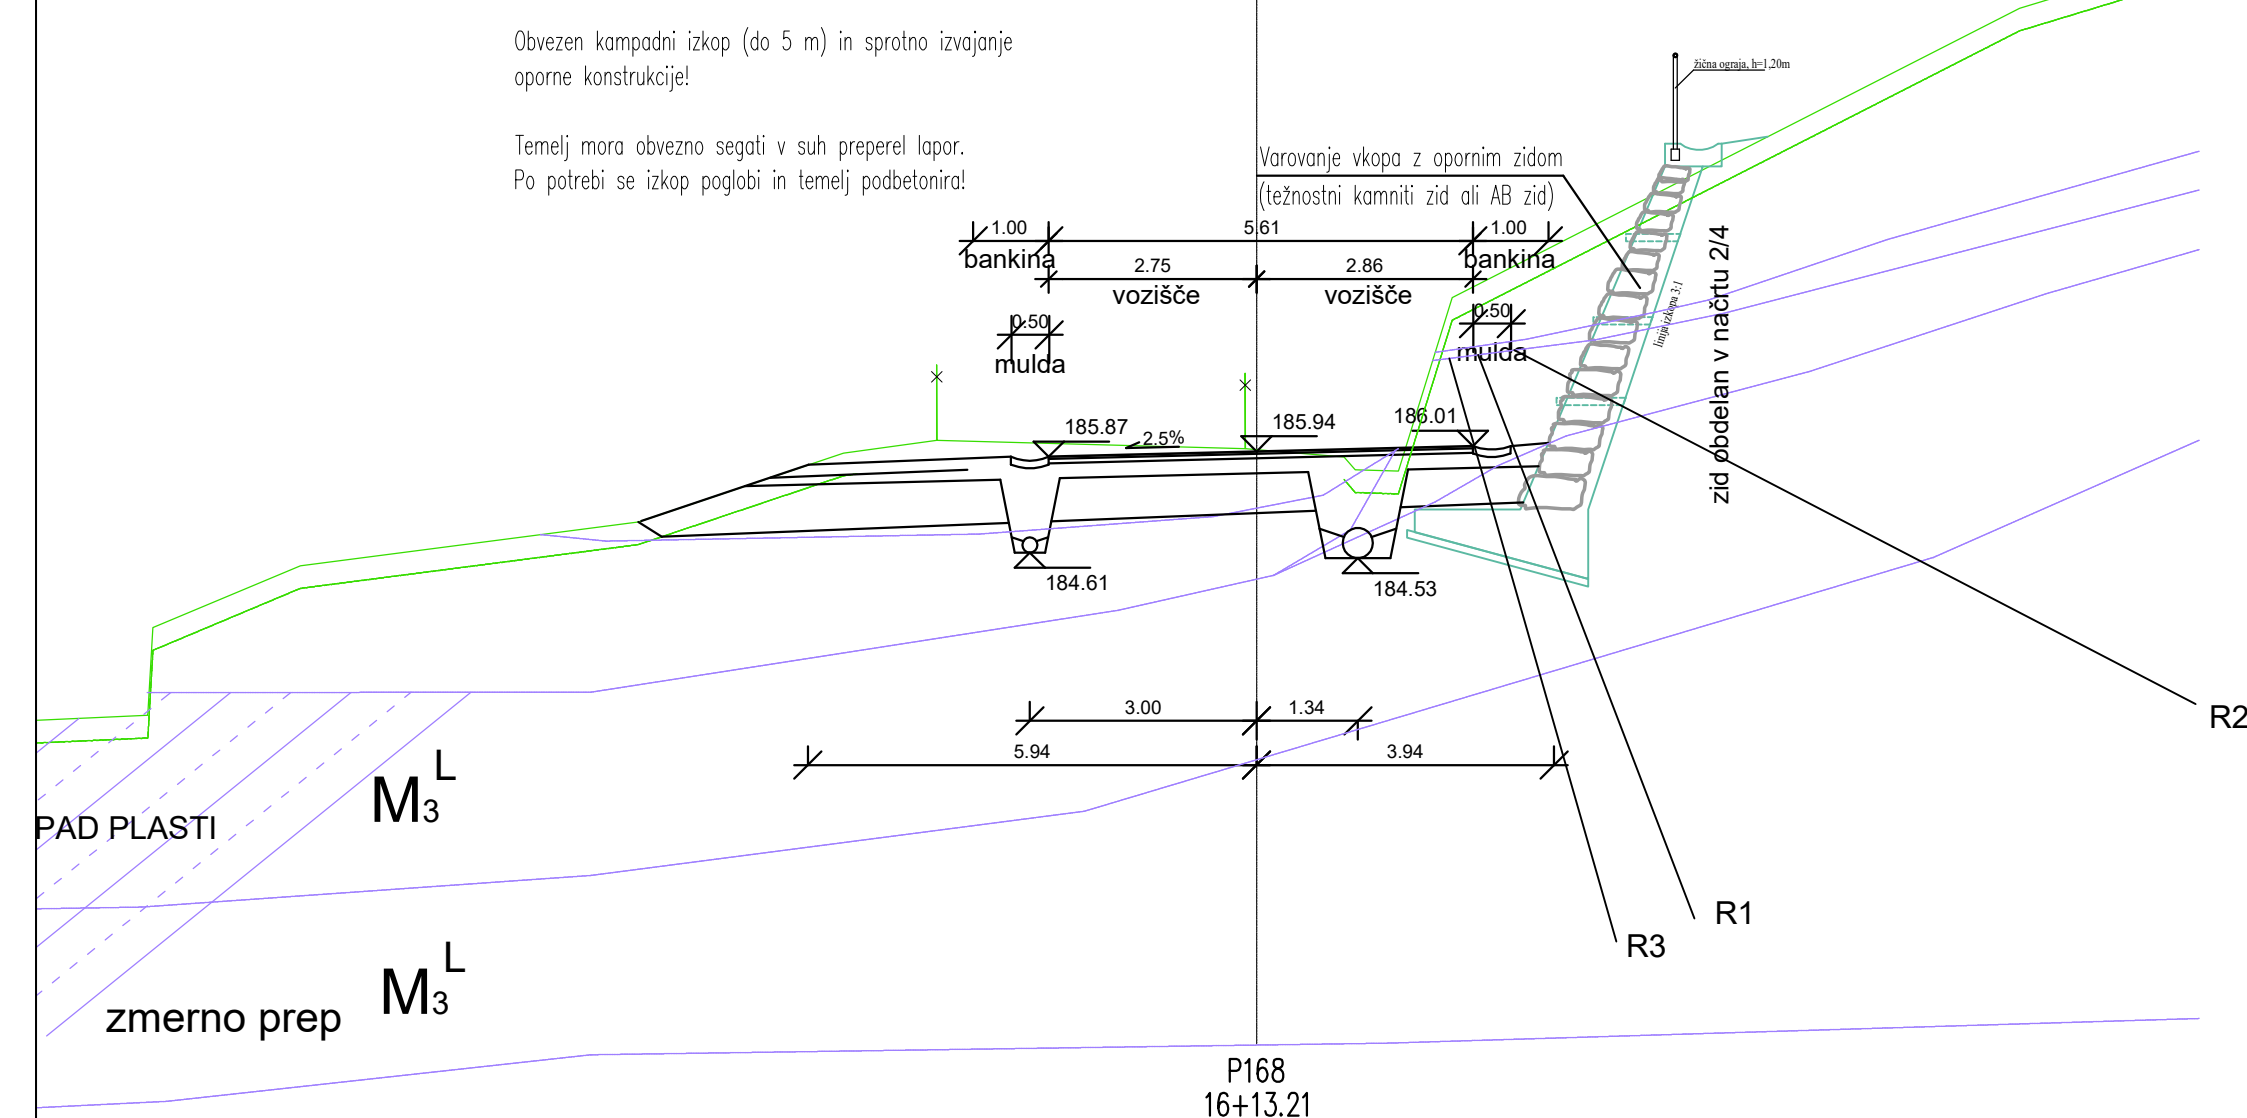 Obvezen kampadni izkop (do 5 m) in sprotno izvajanje
oporne konstrukcije!
Temelj mora obvezno segati v suh preperel lapor.
Po potrebi se izkop poglobi in temelj podbetonira!
žična ograja, h=1,20m
Varovanje vkopa z opornim zidom
(težnostni kamniti zid ali AB zid)
1.00
5.61
1.00
bankina
bankina
2.75
2.86
vozišče
vozišče
0.50
0.50
mulda
mulda
linija izkopa 3:1
zid obdelan v načrtu 2/4
185.87
2.5%
185.94
186.01
184.61
184.53
3.00
1.34
5.94
3.94
R2
R1
R3
M3L
PAD PLASTI
M3L
zmerno prep
P168
16+13.21